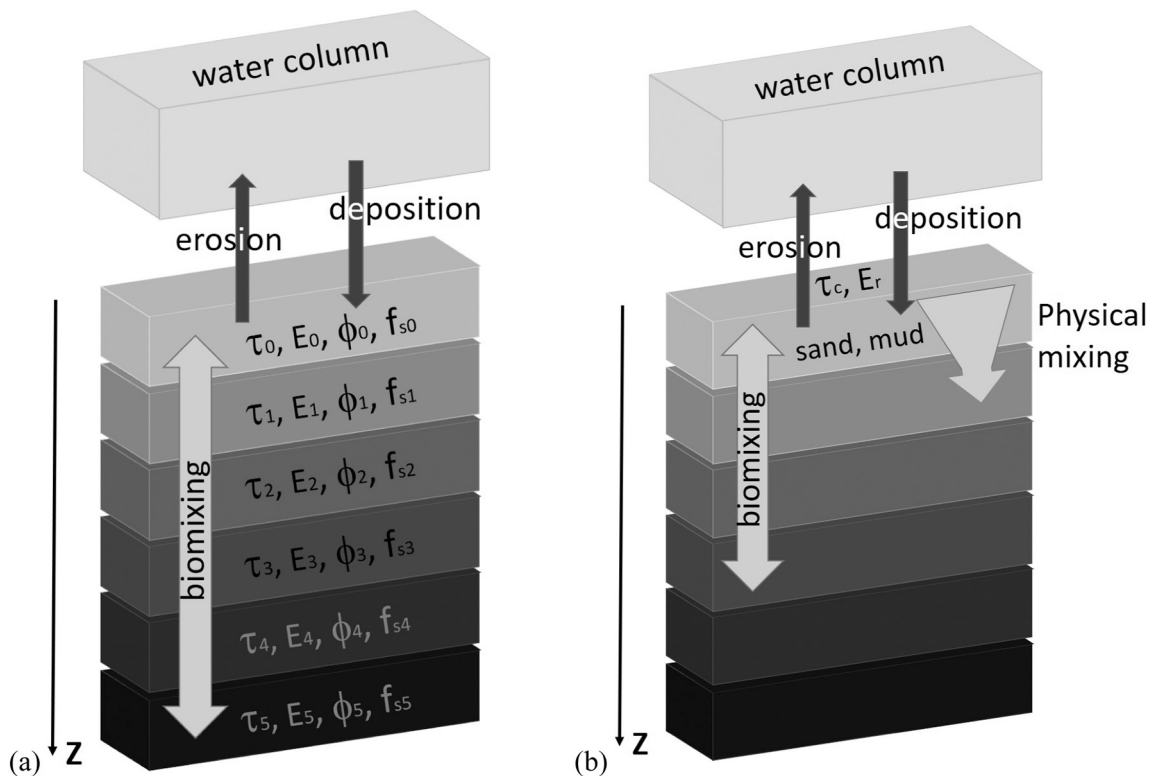 water column
erosion
deposition
τ0, E0, ϕ0, fs0
τ1, E1, ϕ1, fs1
τ2, E2, ϕ2, fs2
τ3, E3, ϕ3, fs3
τ4, E4, ϕ4, fs4
τ5, E5, ϕ5, fs5
biomixing
z
(a)
water column
erosion
deposition
τc, Er
sand, mud
Physical
mixing
biomixing
z
(b)